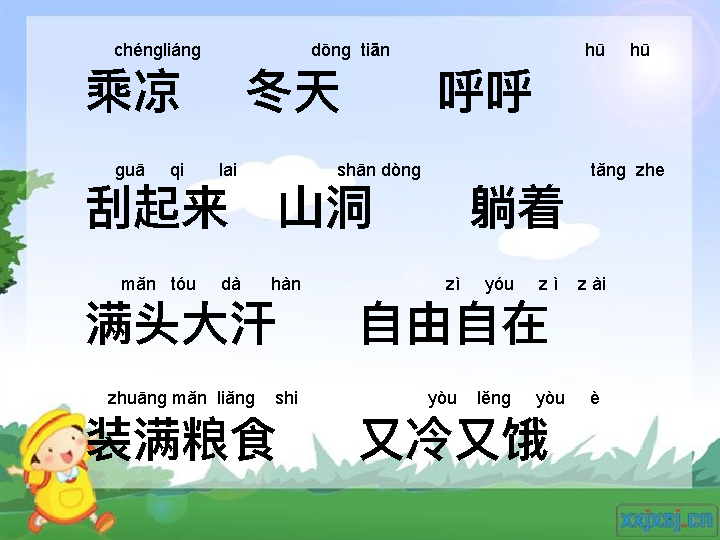 chéngliáng dōng tiān hū hū
乘凉 冬天 呼呼
guā qi lai shān dòng tǎng zhe
刮起来 山洞 躺着
mǎn tóu dà hàn zì yóu z ì z ài
满头大汗 自由自在
zhuāng mǎn liǎng shi yòu lěng yòu è
装满粮食 又冷又饿
xxjxsj.cn